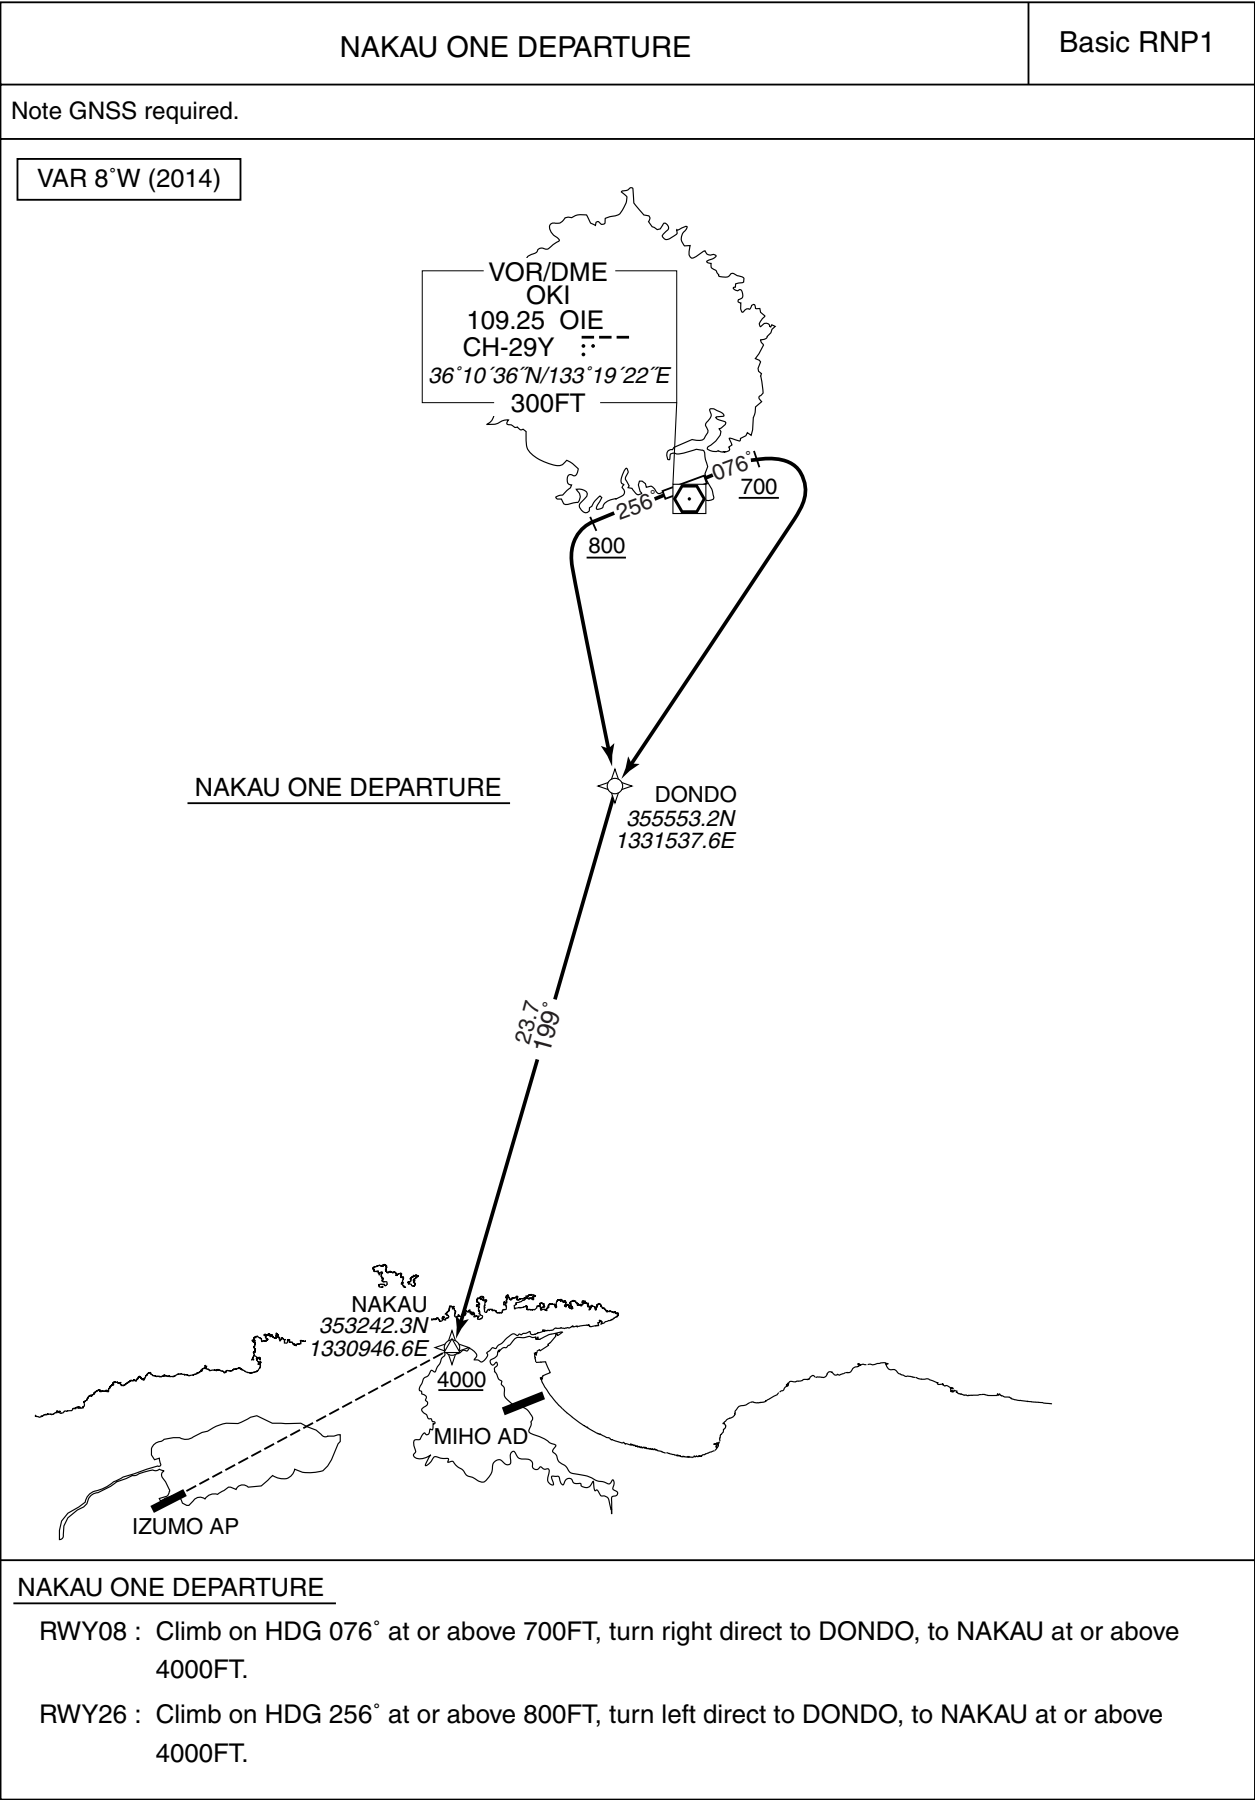 NAKAU ONE DEPARTURE
Basic RNP1
Note GNSS required.
VAR 8˚W (2014)
VOR/DME
OKI
109.25 OIE
CH-29Y
36˚10´36˝N/133˚19´22˝E
300FT
076˚
700
256˚
800
NAKAU ONE DEPARTURE
DONDO
355553.2N
1331537.6E
23.7
199˚
NAKAU
353242.3N
1330946.6E
4000
MIHO AD
IZUMO AP
NAKAU ONE DEPARTURE
RWY08 : Climb on HDG 076˚ at or above 700FT, turn right direct to DONDO, to NAKAU at or above
4000FT.
RWY26 : Climb on HDG 256˚ at or above 800FT, turn left direct to DONDO, to NAKAU at or above
4000FT.